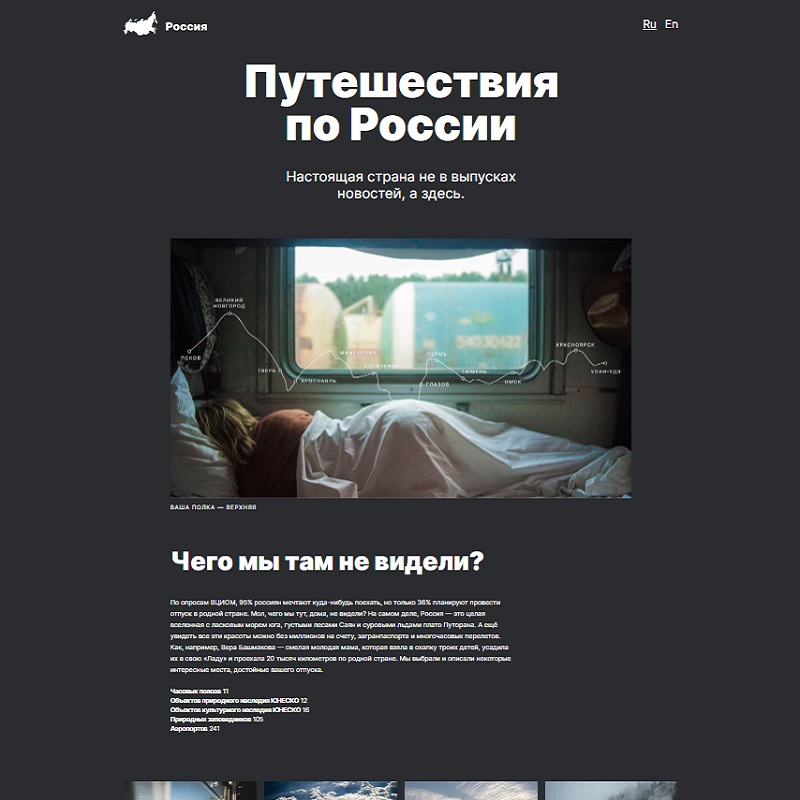 Россия
Ru En
Путешествия
по России
Настоящая страна не в выпусках
новостей, а здесь.
54030622
ВЕЛИКИЙ
НОВГОРОД
ПСКОВ
ТВЕРЬ
ЯРОСЛАВЛЬ
МАНТУРОВО
ПЕРМЬ
ГЛАЗОВ
ТЮМЕНЬ
ОМСК
КРАСНОЯРСК
УЛАН-УДЭ
ВАША ПОЛКА — ВЕРХНЯЯ
Чего мы там не видели?
По опросам ВЦИОМ, 95% россиян мечтают куда-нибудь поехать, но только 36% планируют провести
отпуск в родной стране. Мол, чего мы тут, дома, не видели? На самом деле, Россия — это целая
вселенная с ласковым морем юга, густыми лесами Саян и суровыми льдами плато Путорана. А ещё
увидеть все эти красоты можно без миллионов на счету, загранпаспорта и многочасовых перелетов.
Как, например, Вера Башмакова — смелая молодая мама, которая взяла в охапку троих детей, усадила
их в свою «Ладу» и проехала 20 тысяч километров по родной стране. Мы выбрали и описали некоторые
интересные места, достойные вашего отпуска.
Часовых поясов 11
Объектов природного наследия ЮНЕСКО 12
Объектов культурного наследия ЮНЕСКО 16
Природных заповедников 105
Аэропортов 241